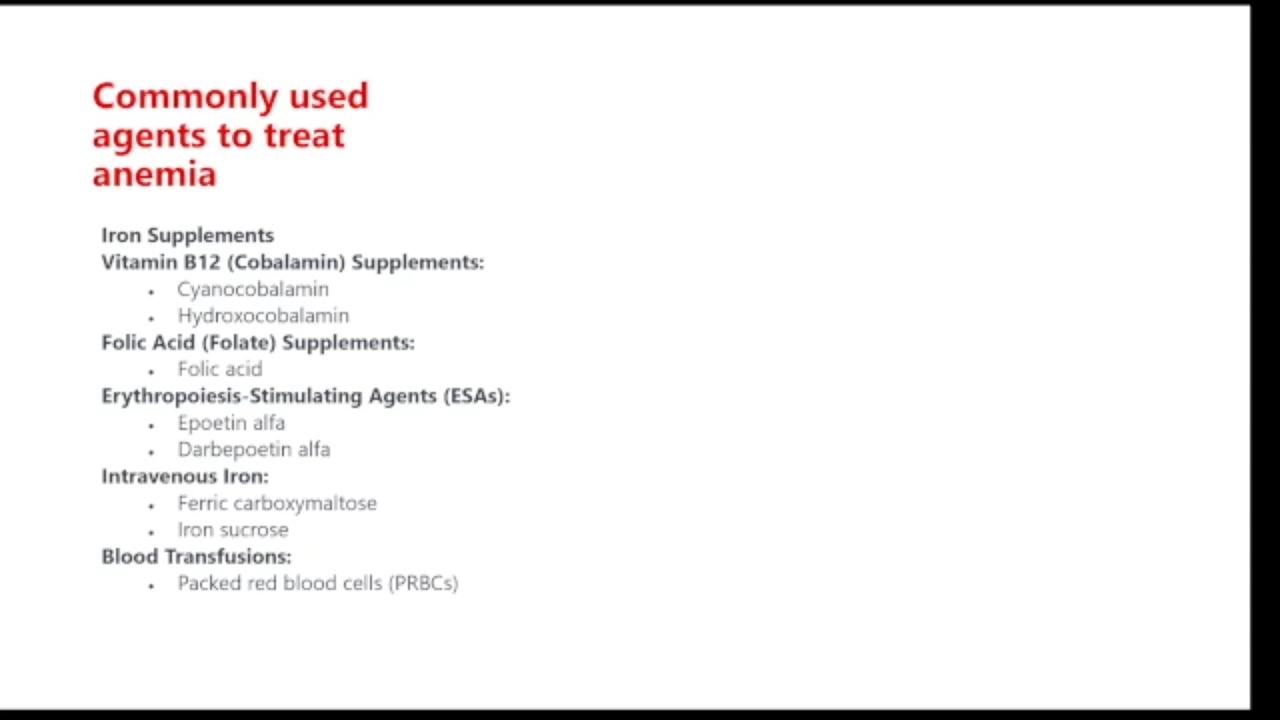 Commonly used
agents to treat
anemia
Iron Supplements
Vitamin B12 (Cobalamin) Supplements:
• Cyanocobalamin
• Hydroxocobalamin
Folic Acid (Folate) Supplements:
• Folic acid
Erythropoiesis-Stimulating Agents (ESAs):
• Epoetin alfa
• Darbepoetin alfa
Intravenous Iron:
• Ferric carboxymaltose
• Iron sucrose
Blood Transfusions:
• Packed red blood cells (PRBCs)